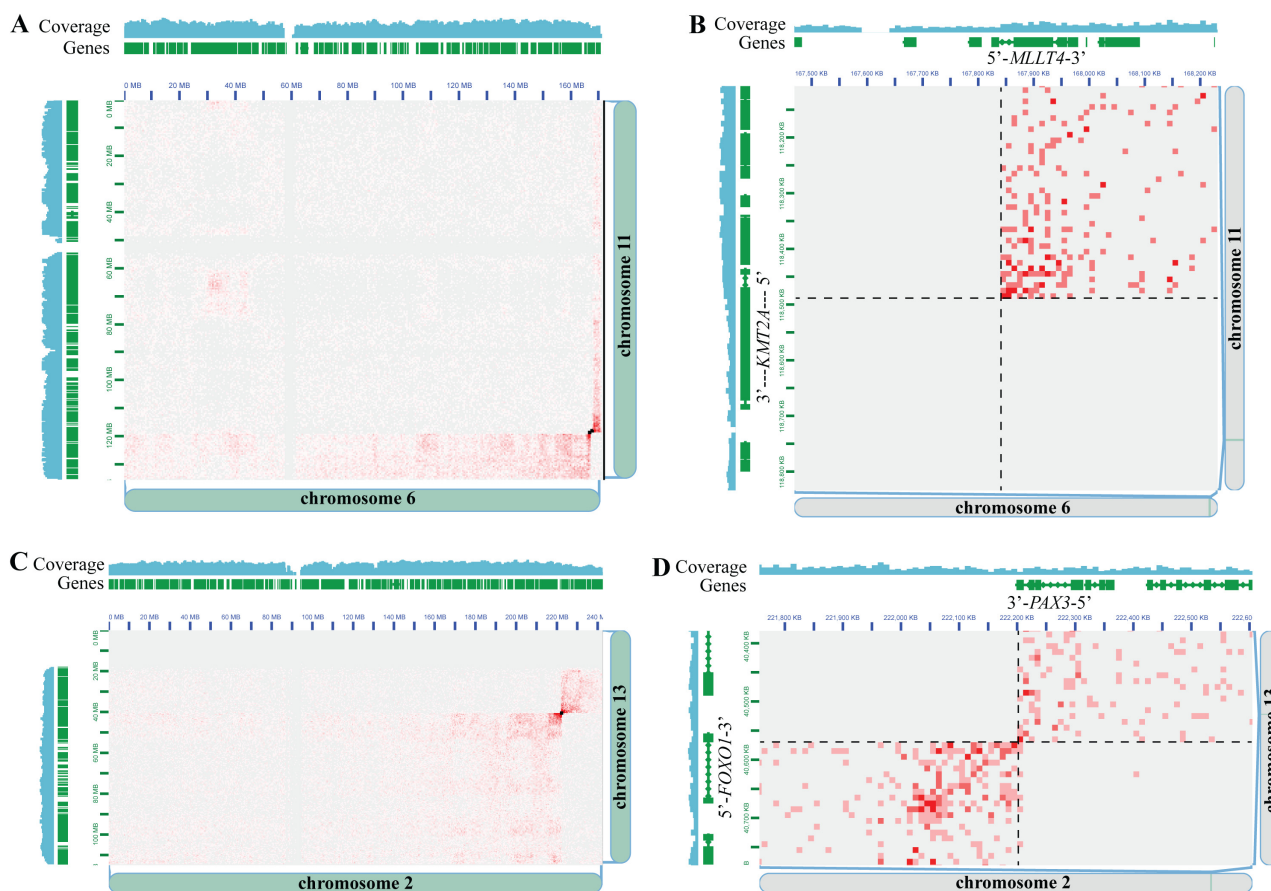 A
Coverage
Genes
0 MB 20 MB 40 MB 60 MB 80 MB 100 MB 120 MB 140 MB 160 MB
0 MB
20 MB
40 MB
60 MB
80 MB
100 MB
120 MB
chromosome 11
chromosome 6
B
Coverage
Genes
5’-MLLT4-3’
167,500 KB 167,600 KB 167,700 KB 167,800 KB 167,900 KB 168,000 KB 168,100 KB 168,200 KB
118,200 KB
118,300 KB
118,400 KB
118,500 KB
118,600 KB
118,700 KB
118,800 KB
3’---KMT2A--- 5’
chromosome 11
chromosome 6
C
Coverage
Genes
0 MB 20 MB 40 MB 60 MB 80 MB 100 MB 120 MB 140 MB 160 MB 180 MB 200 MB 220 MB 240 M
0 MB
20 MB
40 MB
60 MB
80 MB
100 MB
chromosome 13
chromosome 2
D
Coverage
Genes
3’-PAX3-5’
221,800 KB 221,900 KB 222,000 KB 222,100 KB 222,200 KB 222,300 KB 222,400 KB 222,500 KB 222,60
40,400 KB
40,500 KB
40,600 KB
40,700 KB
B
5’-FOXO1-3’
chromosome 13
chromosome 2